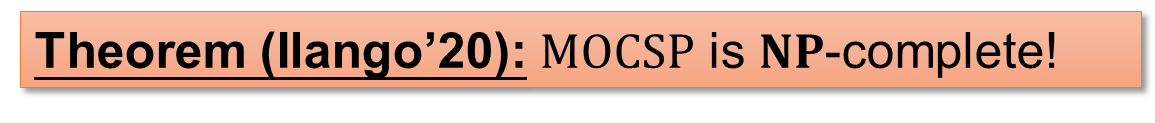 Theorem (Ilango’20): MOCSP is NP-complete!